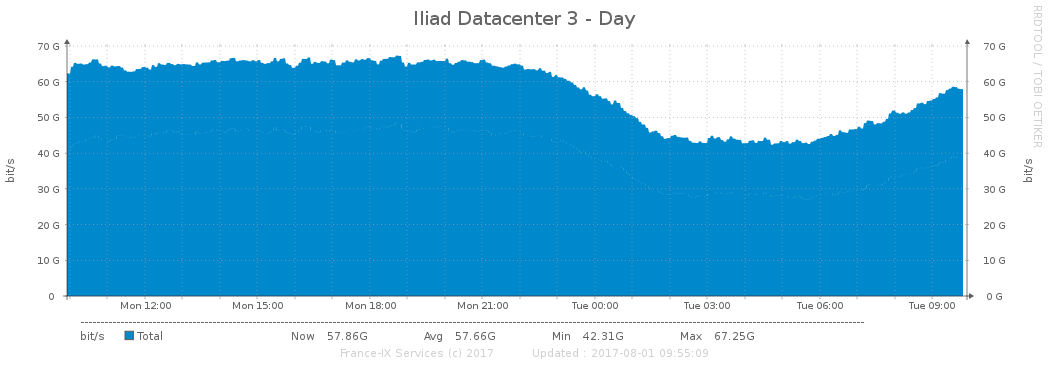 Iliad Datacenter 3 - Day
RRDTOOL / TOBI OETIKER
70 G 70 G
60 G 60 G
50 G 50 G
40 G 40 G
30 G 30 G
20 G 20 G
10 G 10 G
0 0 G
bit/s bit/s
Mon 12:00 Mon 15:00 Mon 18:00 Mon 21:00 Tue 00:00 Tue 03:00 Tue 06:00 Tue 09:00
bit/s Total Now 57.86G Avg 57.66G Min 42.31G Max 67.25G
France-IX Services (c) 2017 Updated : 2017-08-01 09:55:09